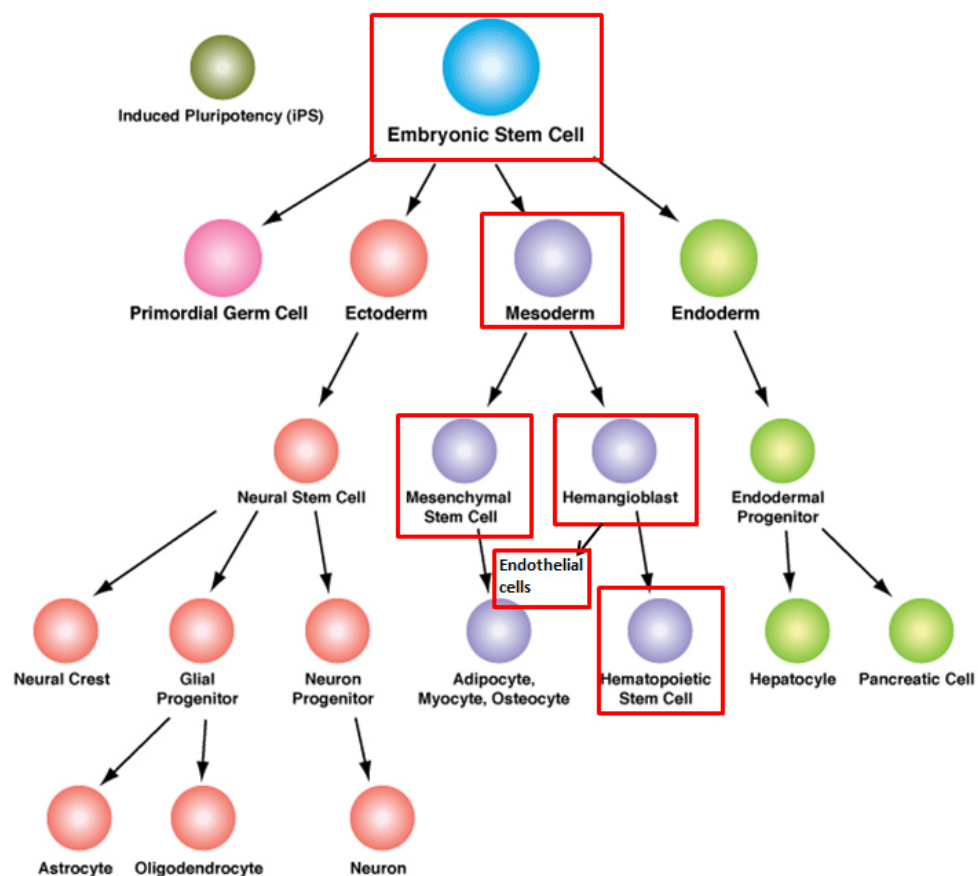 Induced Pluripotency (iPS)
Embryonic Stem Cell
Primordial Germ Cell
Ectoderm
Mesoderm
Endoderm
Neural Stem Cell
Mesenchymal
Stem Cell
Hemangioblast
Endodermal
Progenitor
Endothelial
cells
Neural Crest
Glial
Progenitor
Neuron
Progenitor
Adipocyte,
Myocyte, Osteocyte
Hematopoietic
Stem Cell
Hepatocyle
Pancreatic Cell
Astrocyte
Oligodendrocyte
Neuron